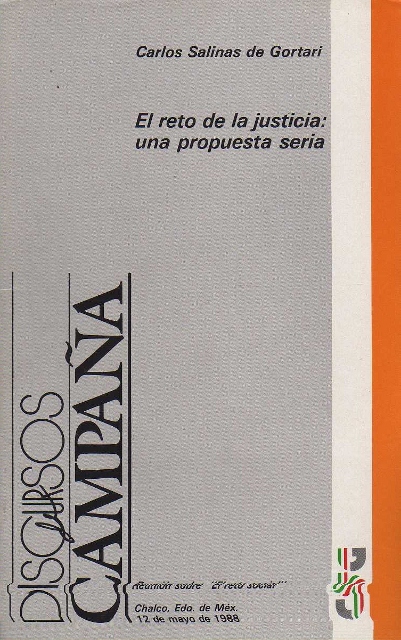 Carlos Salinas de Gortari
El reto de la justicia:
una propuesta seria
DISCURSOS
de
CAMPAÑA
Reunión sobre "El reto social"
Chalco, Edo. de Méx.
12 de mayo de 1988